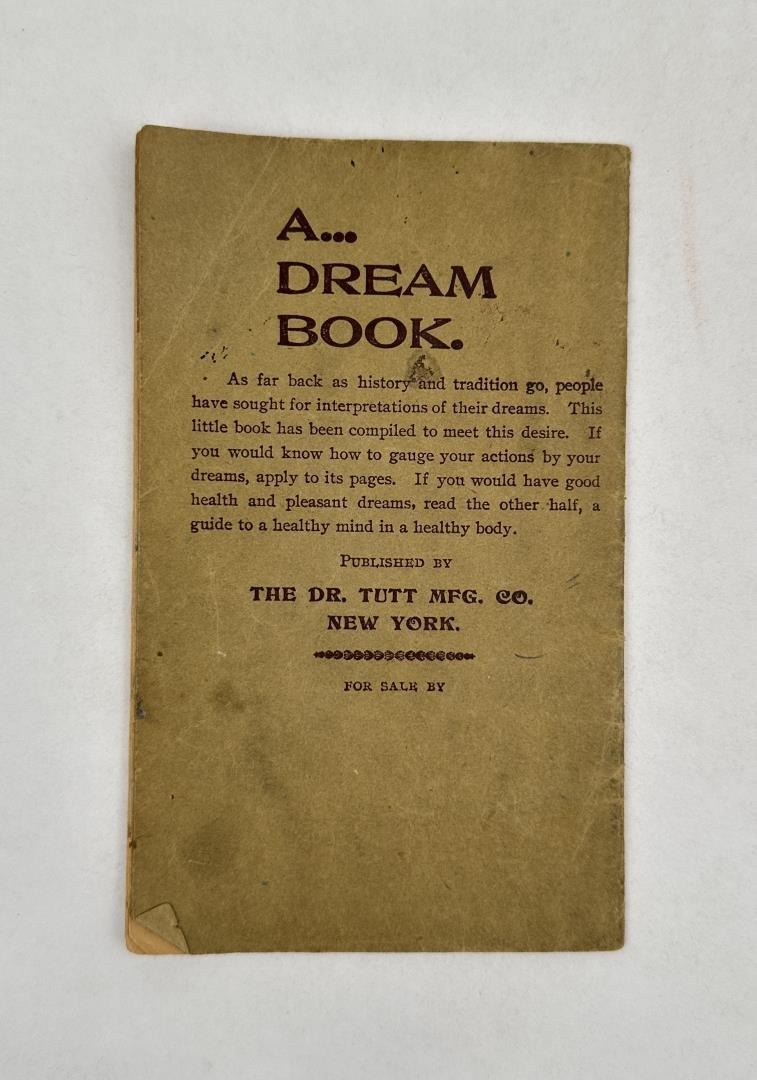 A...
DREAM
BOOK.
As far back as history and tradition go, people
have sought for interpretations of their dreams. This
little book has been compiled to meet this desire. If
you would know how to gauge your actions by your
dreams, apply to its pages. If you would have good
health and pleasant dreams, read the other half, a
guide to a healthy mind in a healthy body.
PUBLISHED BY
THE DR. TUTT MFG. CO.
NEW YORK.
FOR SALE BY